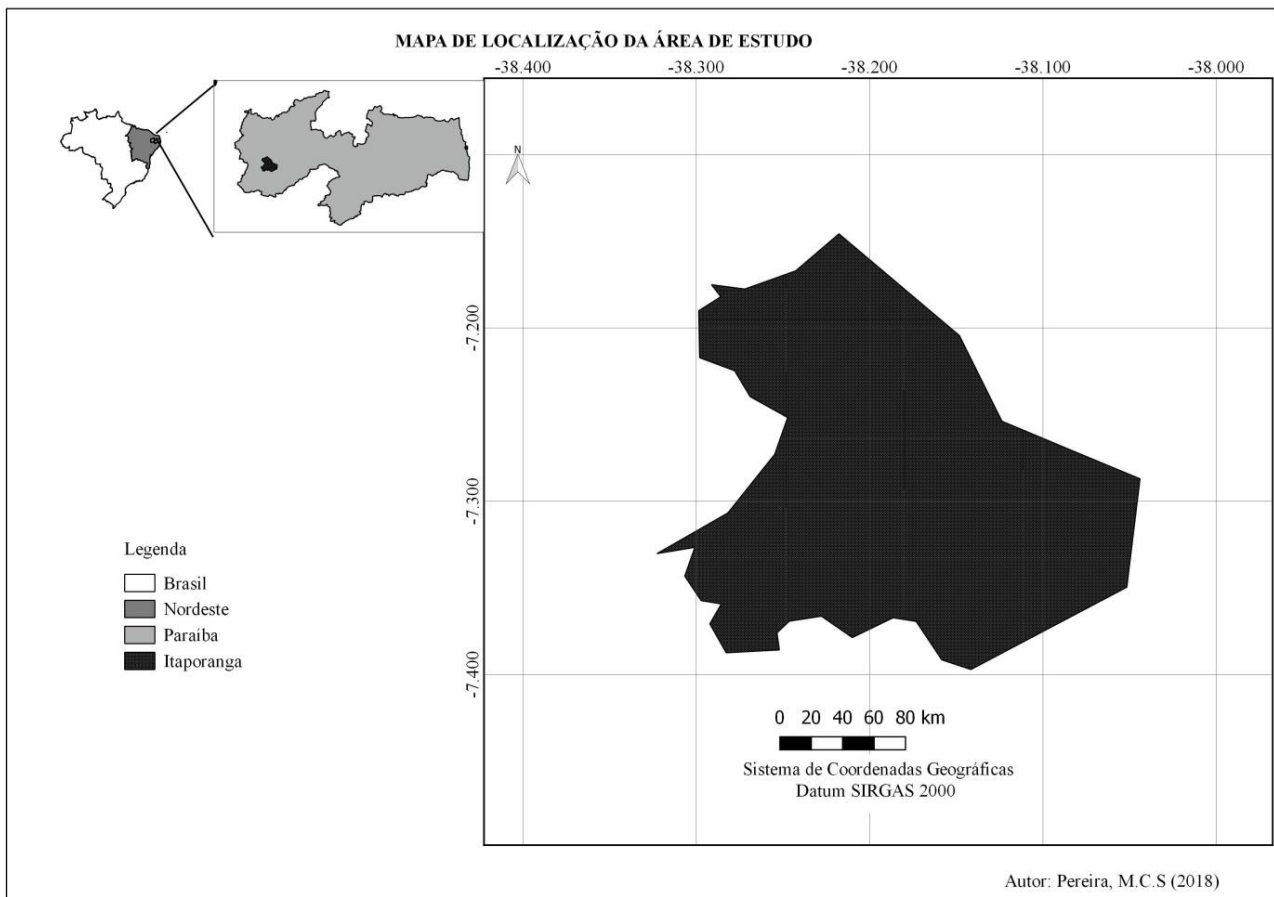 MAPA DE LOCALIZAÇÃO DA ÁREA DE ESTUDO
-38.400 -38.300 -38.200 -38.100 -38.000
N
-7.200
-7.300
-7.400
Legenda
Brasil
Nordeste
Paraíba
Itaporanga
0 20 40 60 80 km
Sistema de Coordenadas Geográficas
Datum SIRGAS 2000
Autor: Pereira, M.C.S (2018)